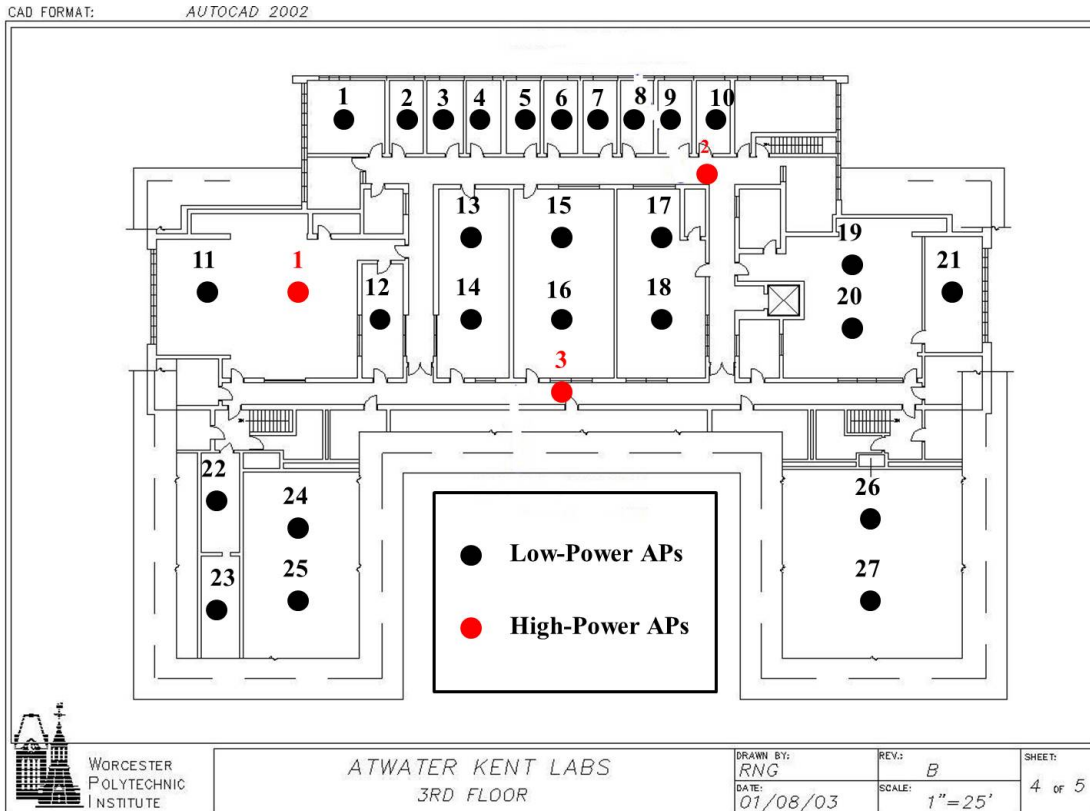 CAD FORMAT: AUTOCAD 2002
1 2 3 4 5 6 7 8 9 10
2
13 15 17
11 1 12 14 16 18 19 20 21
3
22 24 26
23 25 27
Low-Power APs
High-Power APs
WORCESTER
POLYTECHNIC
INSTITUTE
ATWATER KENT LABS
3RD FLOOR
DRAWN BY:
RNG
DATE:
01/08/03
REV.:
B
SCALE:
1"=25'
SHEET:
4 OF 5